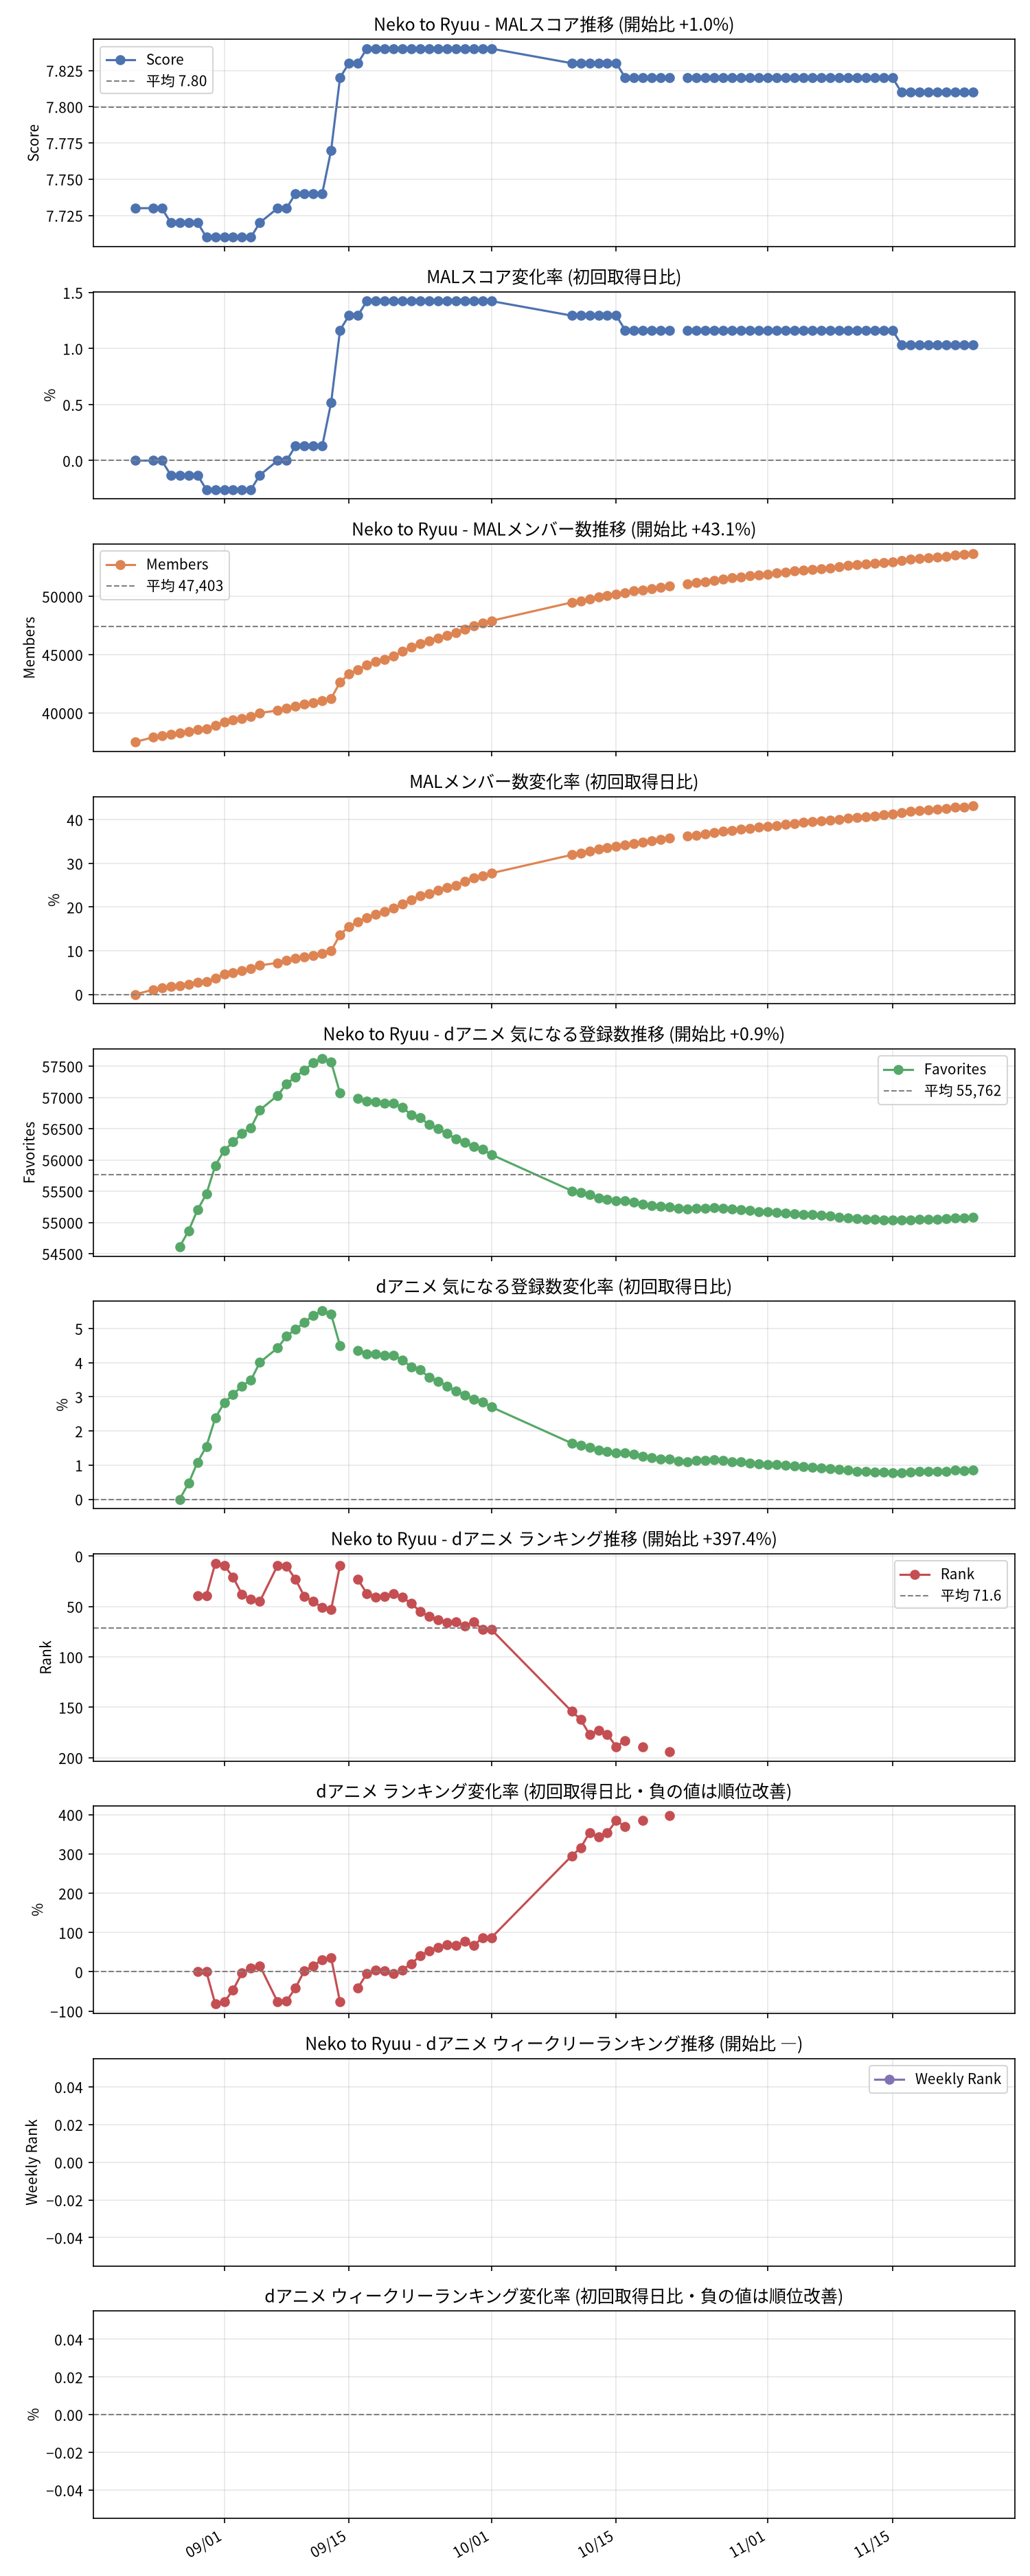 Neko to Ryuu - MALスコア推移 (開始比 +1.0%)
Score
平均 7.80
7.825
7.800
7.775
7.750
7.725
Score
MALスコア変化率 (初回取得日比)
1.5
1.0
0.5
0.0
%
Neko to Ryuu - MALメンバー数推移 (開始比 +43.1%)
Members
平均 47,403
50000
45000
40000
Members
MALメンバー数変化率 (初回取得日比)
40
30
20
10
0
%
Neko to Ryuu - dアニメ 気になる登録数推移 (開始比 +0.9%)
Favorites
平均 55,762
57500
57000
56500
56000
55500
55000
54500
Favorites
dアニメ 気になる登録数変化率 (初回取得日比)
5
4
3
2
1
0
%
Neko to Ryuu - dアニメ ランキング推移 (開始比 +397.4%)
Rank
平均 71.6
0
50
100
150
200
Rank
dアニメ ランキング変化率 (初回取得日比・負の値は順位改善)
400
300
200
100
0
−100
%
Neko to Ryuu - dアニメ ウィークリーランキング推移 (開始比 —)
Weekly Rank
0.04
0.02
0.00
−0.02
−0.04
Weekly Rank
dアニメ ウィークリーランキング変化率 (初回取得日比・負の値は順位改善)
0.04
0.02
0.00
−0.02
−0.04
%
09/01
09/15
10/01
10/15
11/01
11/15